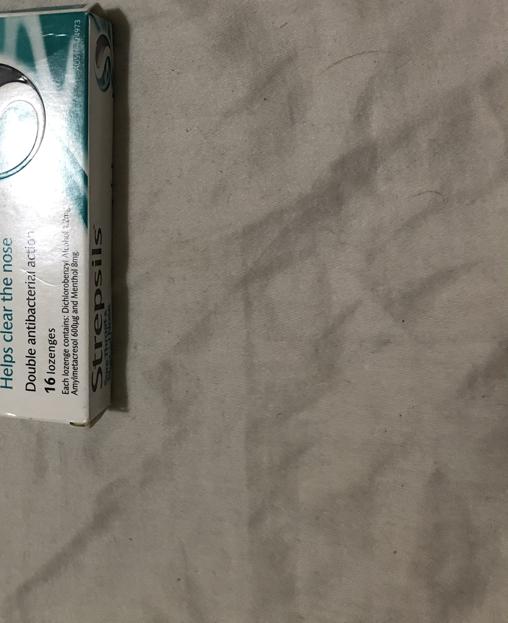 Helps clear the nose
Double antibacterial action
16 lozenges
Each lozenge contains: Dichlorobenzyl Alcohol 1.2mg,
Amylmetacresol 600µg and Menthol 8mg
Strepsils